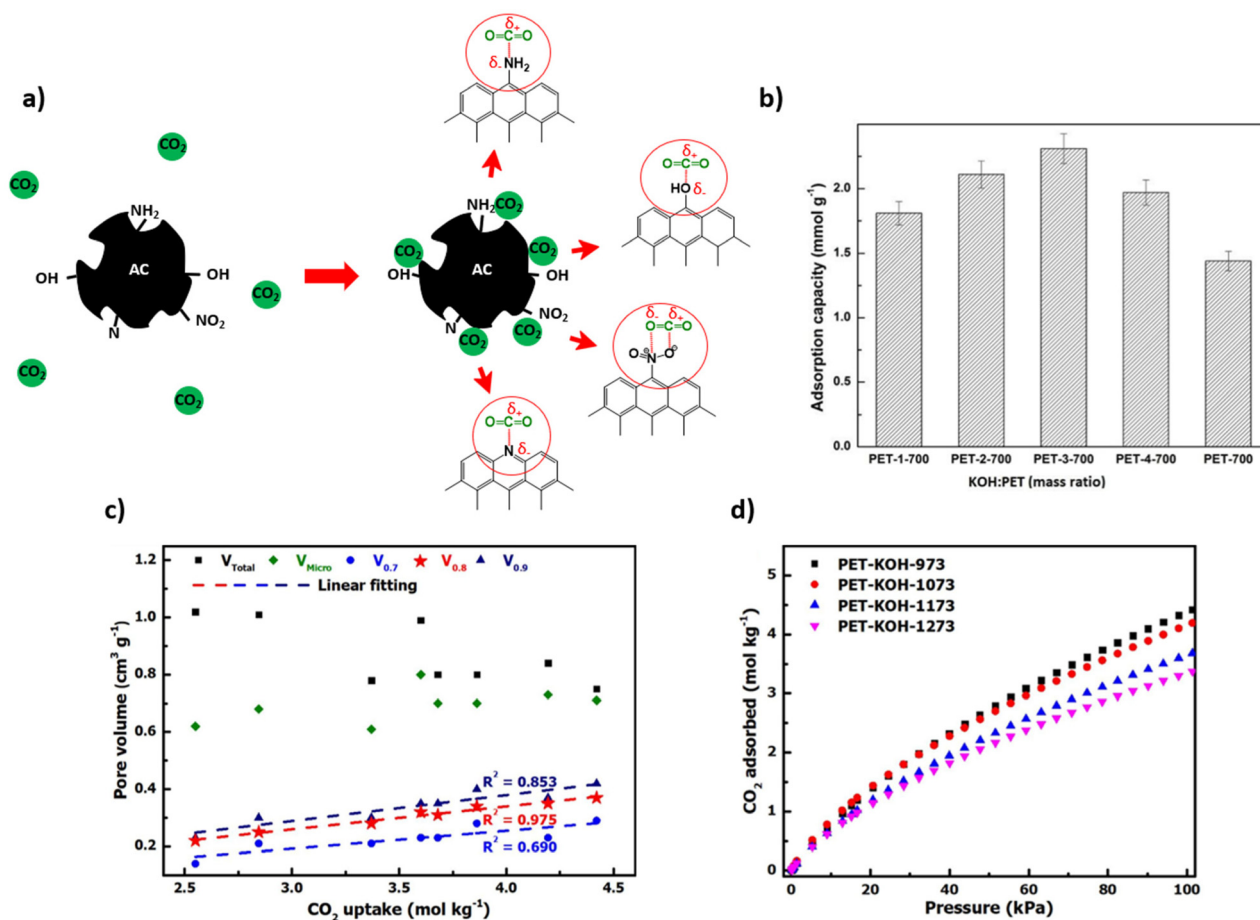 a)
CO2
CO2
CO2
CO2
CO2
NH2
OH
AC
OH
N
NO2
NH2
CO2
CO2
CO2
OH
AC
OH
N
CO2
CO2
NO2
δ+
O=C=O
δ- NH2
δ+
O=C=O
HO δ-
δ- δ+
O=C=O
O=N-O
δ+
O=C=O
N δ-
b)
Adsorption capacity (mmol g-1)
2.0
1.5
1.0
0.5
0.0
PET-1-700 PET-2-700 PET-3-700 PET-4-700 PET-700
KOH:PET (mass ratio)
c)
Pore volume (cm3 g-1)
1.2
1.0
0.8
0.6
0.4
0.2
VTotal VMicro V0.7 V0.8 V0.9
Linear fitting
R2 = 0.853
R2 = 0.975
R2 = 0.690
2.5 3.0 3.5 4.0 4.5
CO2 uptake (mol kg-1)
d)
CO2 adsorbed (mol kg-1)
5
4
3
2
1
0
PET-KOH-973
PET-KOH-1073
PET-KOH-1173
PET-KOH-1273
0 20 40 60 80 100
Pressure (kPa)